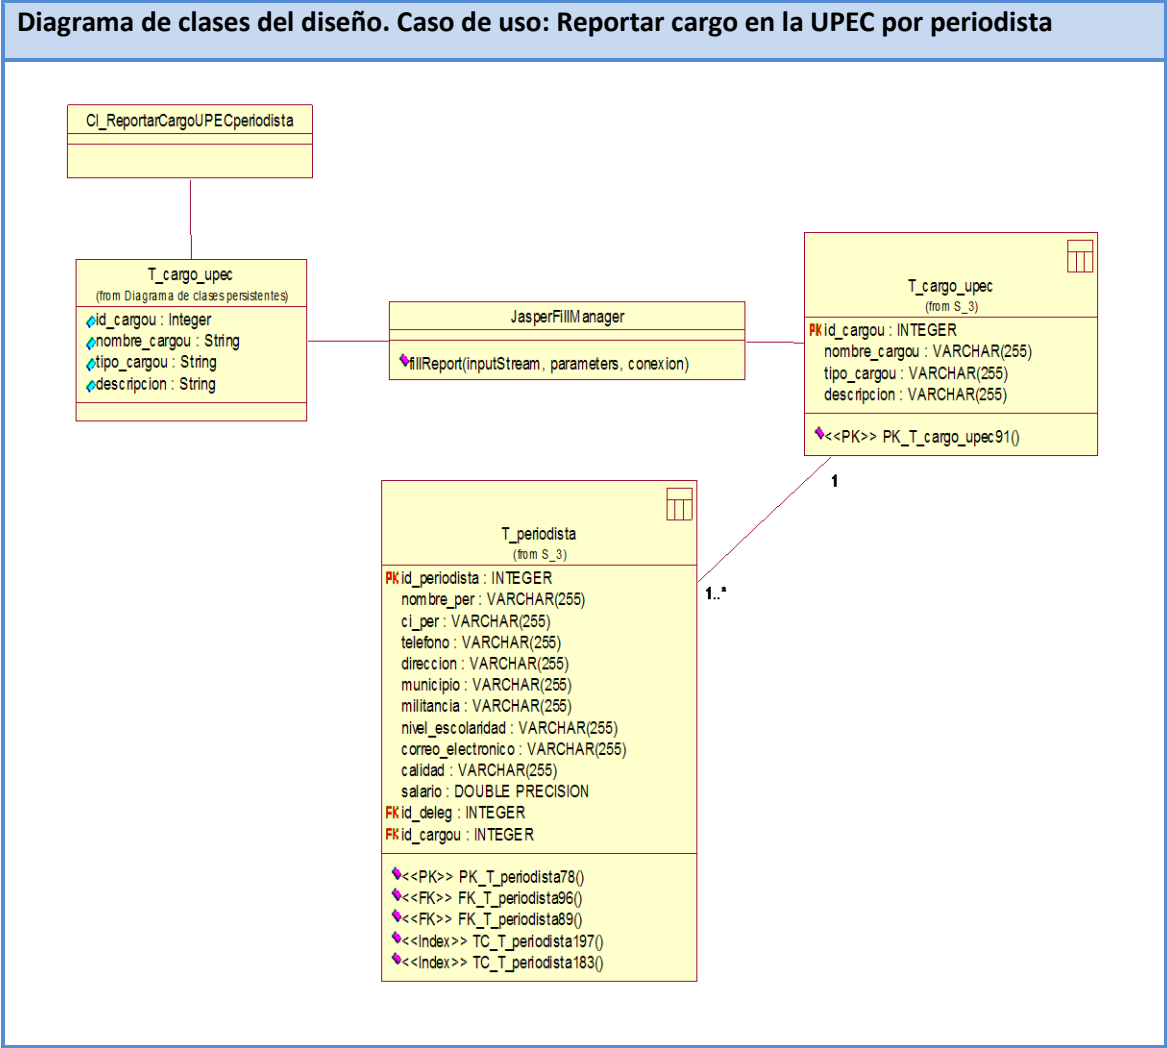 Diagrama de clases del diseño. Caso de uso: Reportar cargo en la UPEC por periodista
CI_ReportarCargoUPECperiodista
T_cargo_upec
(from Diagrama de clases persistentes)
id_cargou : Integer
nombre_cargou : String
tipo_cargou : String
descripcion : String
JasperFillManager
fillReport(inputStream, parameters, conexion)
T_cargo_upec
(from S_3)
PK id_cargou : INTEGER
nombre_cargou : VARCHAR(255)
tipo_cargou : VARCHAR(255)
descripcion : VARCHAR(255)
<<PK>> PK_T_cargo_upec91()
1
1..*
T_periodista
(from S_3)
PK id_periodista : INTEGER
nombre_per : VARCHAR(255)
ci_per : VARCHAR(255)
telefono : VARCHAR(255)
direccion : VARCHAR(255)
municipio : VARCHAR(255)
militancia : VARCHAR(255)
nivel_escolaridad : VARCHAR(255)
correo_electronico : VARCHAR(255)
calidad : VARCHAR(255)
salario : DOUBLE PRECISION
FK id_deleg : INTEGER
FK id_cargou : INTEGER
<<PK>> PK_T_periodista78()
<<FK>> FK_T_periodista96()
<<FK>> FK_T_periodista89()
<<Index>> TC_T_periodista197()
<<Index>> TC_T_periodista183()